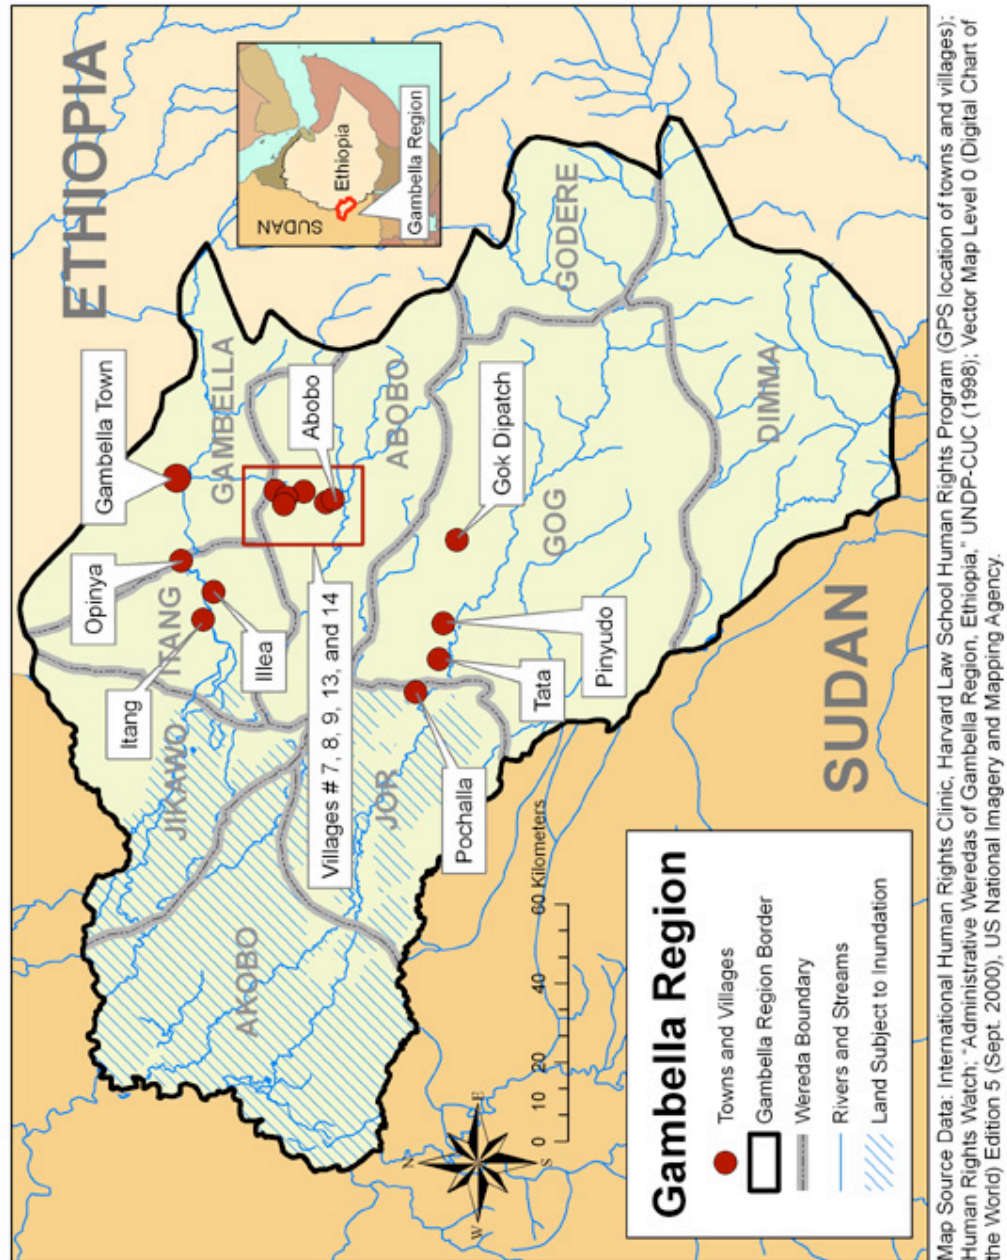 ETHIOPIA
SUDAN
Ethiopia
Gambella Region
Gambella Town
Opinya
Itang
Illea
GAMBELLA
ITANG
JIKAWO
Abobo
ABOBO
Villages # 7, 8, 9, 13, and 14
GODERE
Gok Dipatch
GOG
Pinyudo
Tata
Pochalla
JOR
AKOBO
DIMMA
SUDAN
N
E
S
W
0 10 20 40 60 Kilometers
Gambella Region
Towns and Villages
Gambella Region Border
Wereda Boundary
Rivers and Streams
Land Subject to Inundation
Map Source Data: International Human Rights Clinic, Harvard Law School Human Rights Program (GPS location of towns and villages);
Human Rights Watch; "Administrative Weredas of Gambella Region, Ethiopia," UNDP-CUC (1998); Vector Map Level 0 (Digital Chart of
the World) Edition 5 (Sept. 2000), US National Imagery and Mapping Agency.